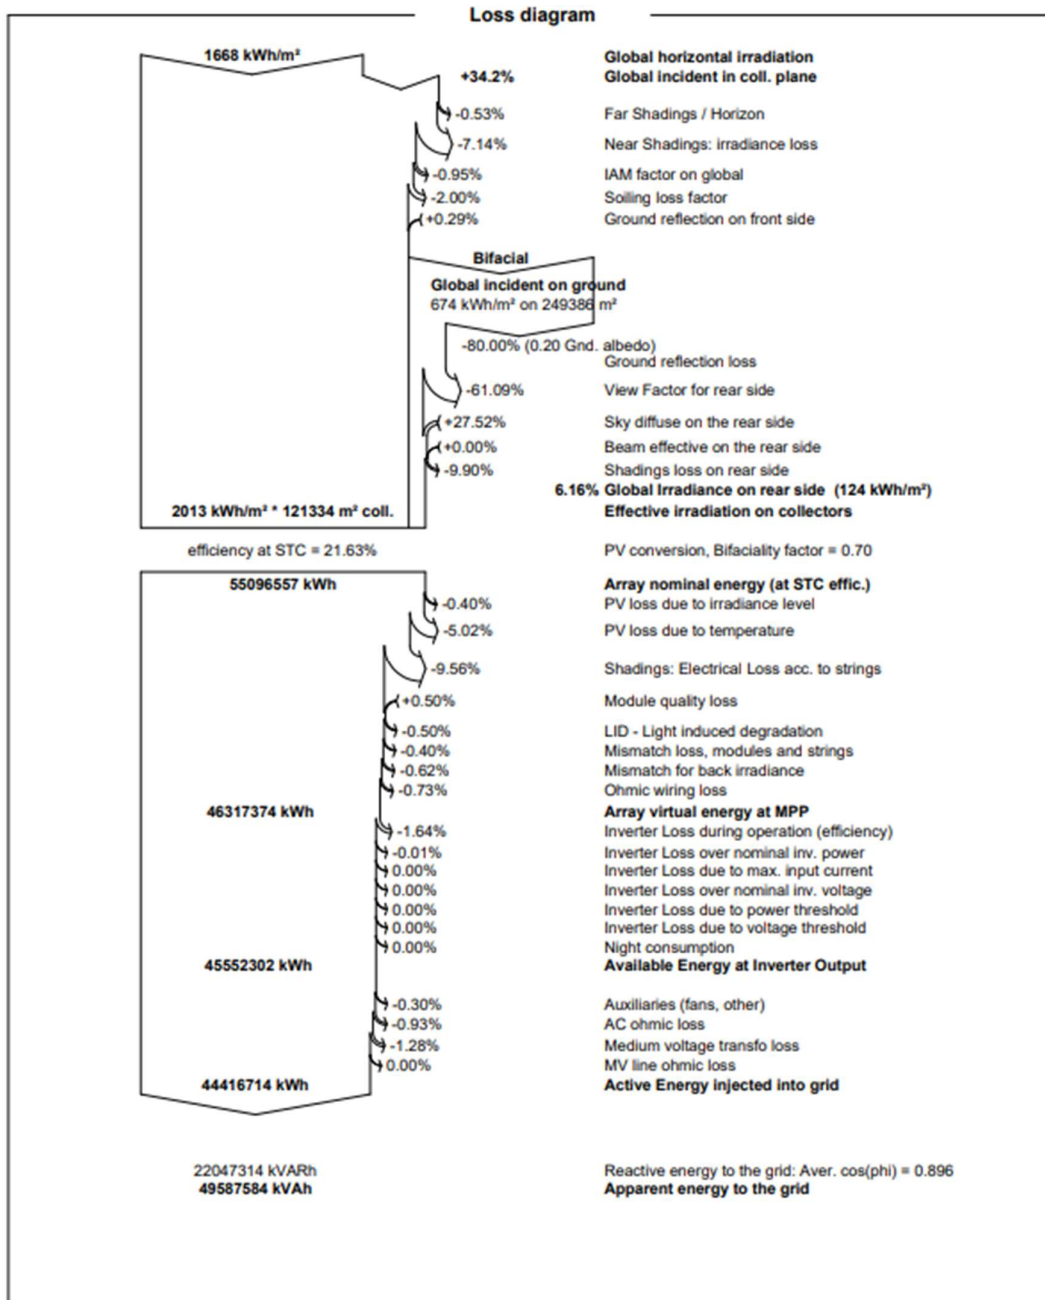 Loss diagram
1668 kWh/m² Global horizontal irradiation
+34.2% Global incident in coll. plane
-0.53% Far Shadings / Horizon
-7.14% Near Shadings: irradiance loss
-0.95% IAM factor on global
-2.00% Soiling loss factor
+0.29% Ground reflection on front side
Bifacial
Global incident on ground
674 kWh/m² on 249386 m²
-80.00% (0.20 Gnd. albedo)
Ground reflection loss
-61.09% View Factor for rear side
+27.52% Sky diffuse on the rear side
+0.00% Beam effective on the rear side
-9.90% Shadings loss on rear side
6.16% Global Irradiance on rear side (124 kWh/m²)
2013 kWh/m² * 121334 m² coll. Effective irradiation on collectors
efficiency at STC = 21.63% PV conversion, Bifaciality factor = 0.70
55096557 kWh Array nominal energy (at STC effic.)
-0.40% PV loss due to irradiance level
-5.02% PV loss due to temperature
-9.56% Shadings: Electrical Loss acc. to strings
+0.50% Module quality loss
-0.50% LID - Light induced degradation
-0.40% Mismatch loss, modules and strings
-0.62% Mismatch for back irradiance
-0.73% Ohmic wiring loss
46317374 kWh Array virtual energy at MPP
-1.64% Inverter Loss during operation (efficiency)
-0.01% Inverter Loss over nominal inv. power
0.00% Inverter Loss due to max. input current
0.00% Inverter Loss over nominal inv. voltage
0.00% Inverter Loss due to power threshold
0.00% Inverter Loss due to voltage threshold
0.00% Night consumption
45552302 kWh Available Energy at Inverter Output
-0.30% Auxiliaries (fans, other)
-0.93% AC ohmic loss
-1.28% Medium voltage transfo loss
0.00% MV line ohmic loss
44416714 kWh Active Energy injected into grid
22047314 kVARh Reactive energy to the grid: Aver. cos(phi) = 0.896
49587584 kVAh Apparent energy to the grid